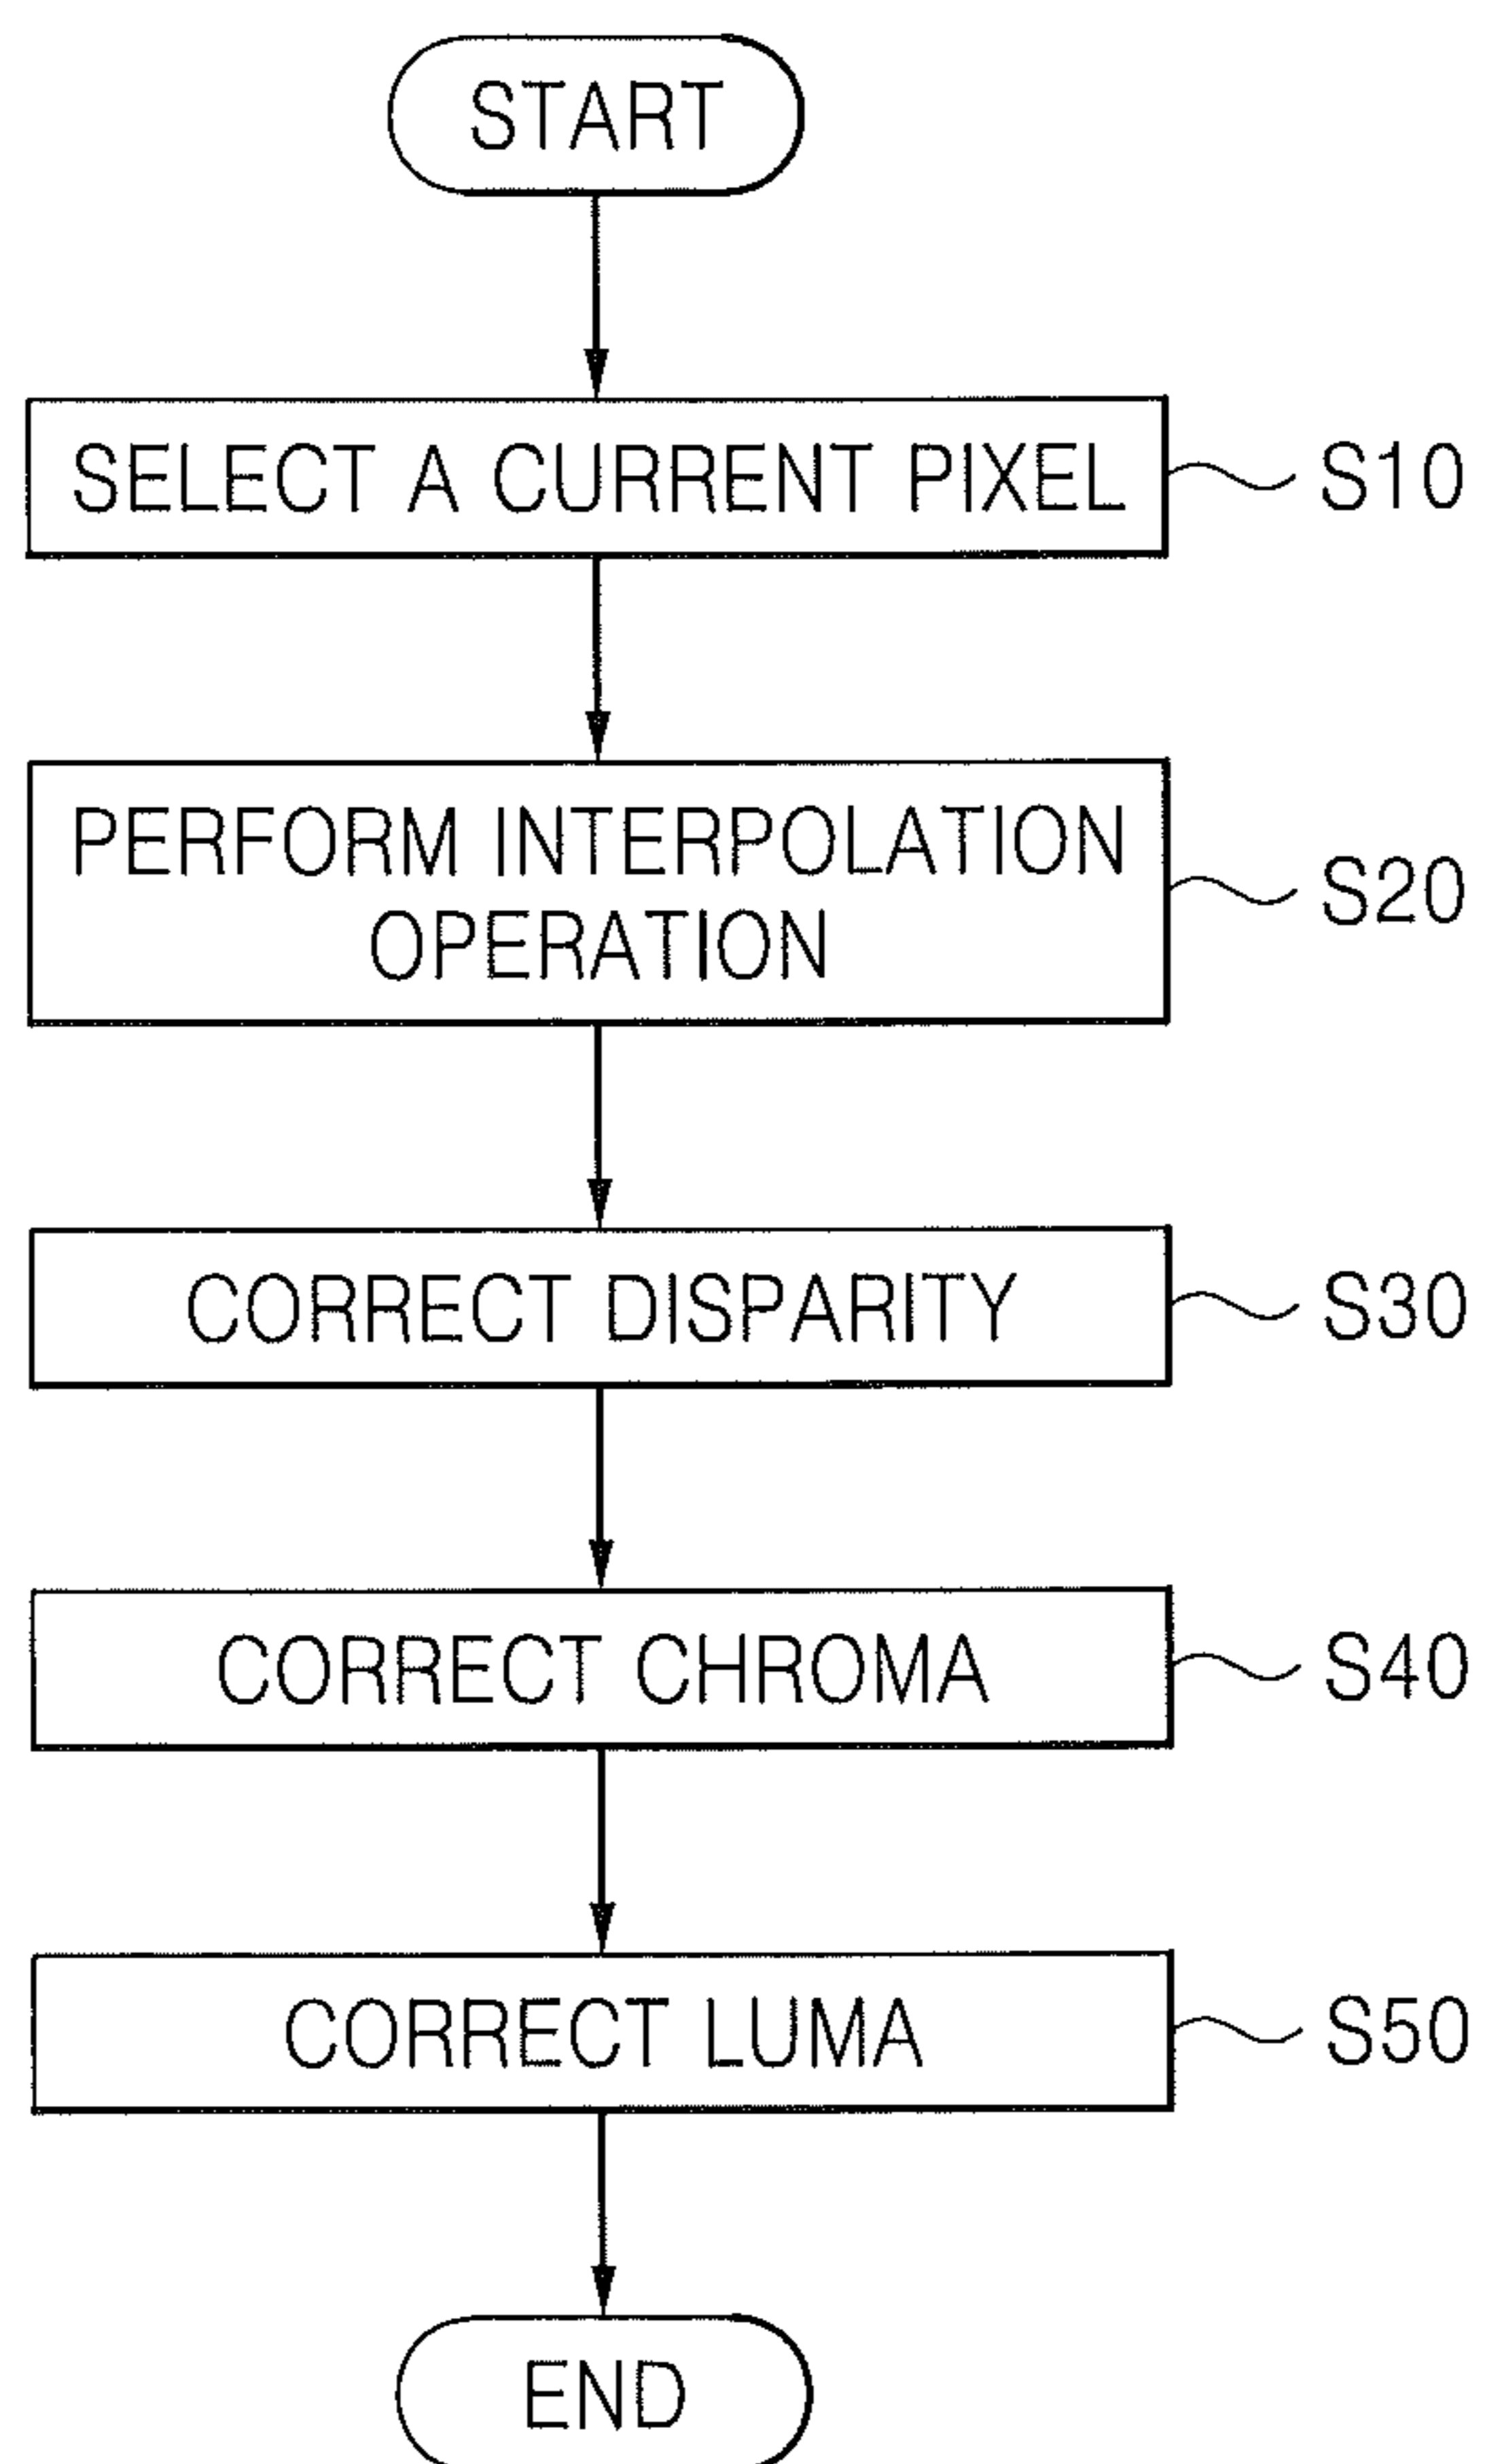 START
SELECT A CURRENT PIXEL
S10
PERFORM INTERPOLATION
OPERATION
S20
CORRECT DISPARITY
S30
CORRECT CHROMA
S40
CORRECT LUMA
S50
END